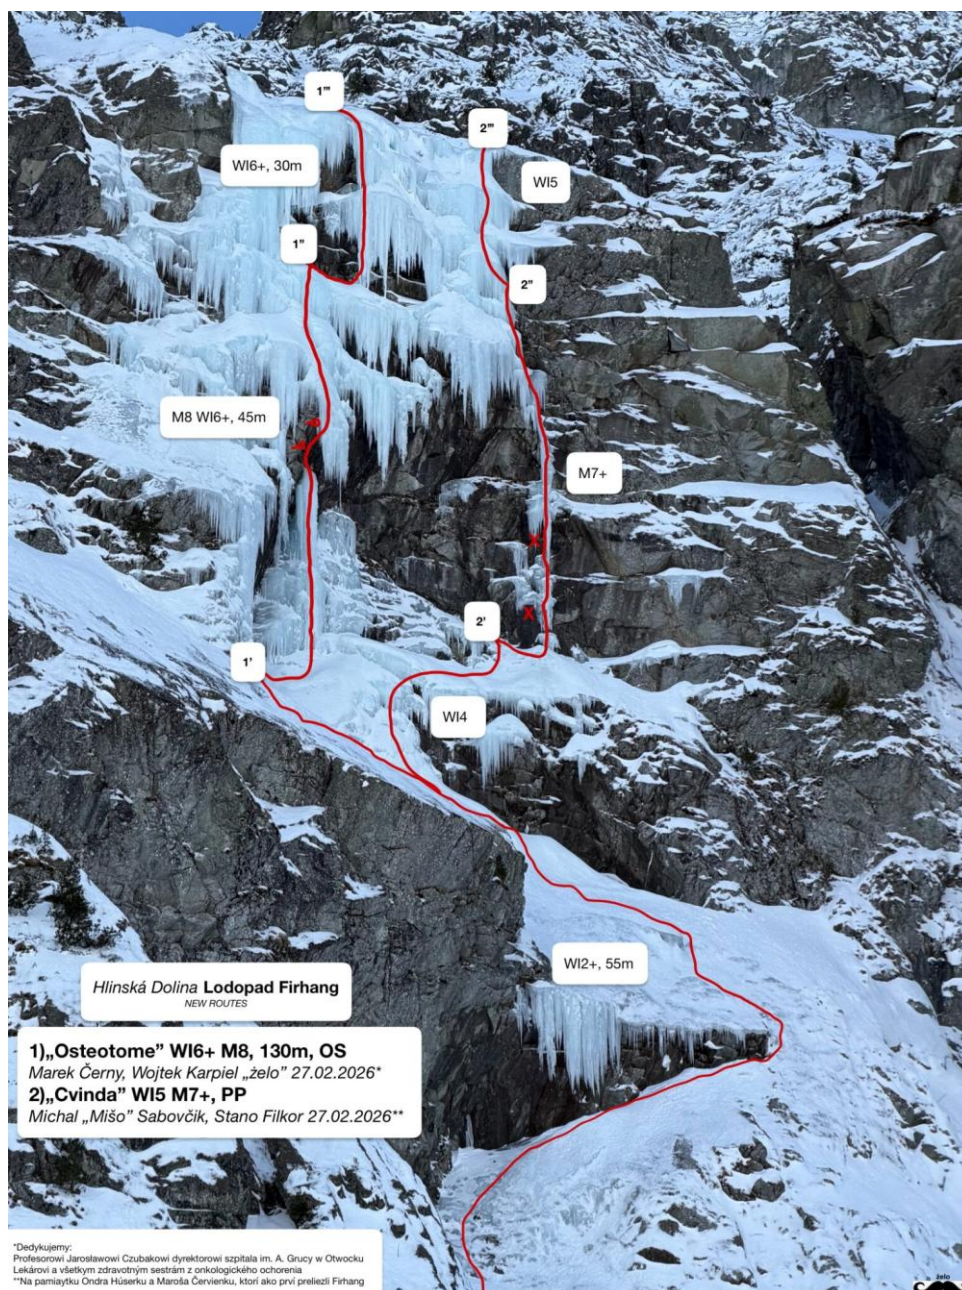 1'''
2'''
WI6+, 30m
WI5
1''
2''
M8 WI6+, 45m
M7+
X
X
2'
1'
WI4
WI2+, 55m
Hlinská Dolina Lodopad Firhang
NEW ROUTES
1)„Osteotome” WI6+ M8, 130m, OS
Marek Černy, Wojtek Karpiel „żelo” 27.02.2026*
2)„Cvinda” WI5 M7+, PP
Michal „Mišo” Sabovčik, Stano Filkor 27.02.2026**
*Dedykujemy:
Profesorowi Jarosławowi Czubakowi dyrektorowi szpitala im. A. Grucy w Otwocku
Lekárovi a všetkym zdravotným sestrám z onkologického ochorenia
**Na pamiaytku Ondra Húserku a Maroša Červienku, ktorí ako prví preliezli Firhang
żelo